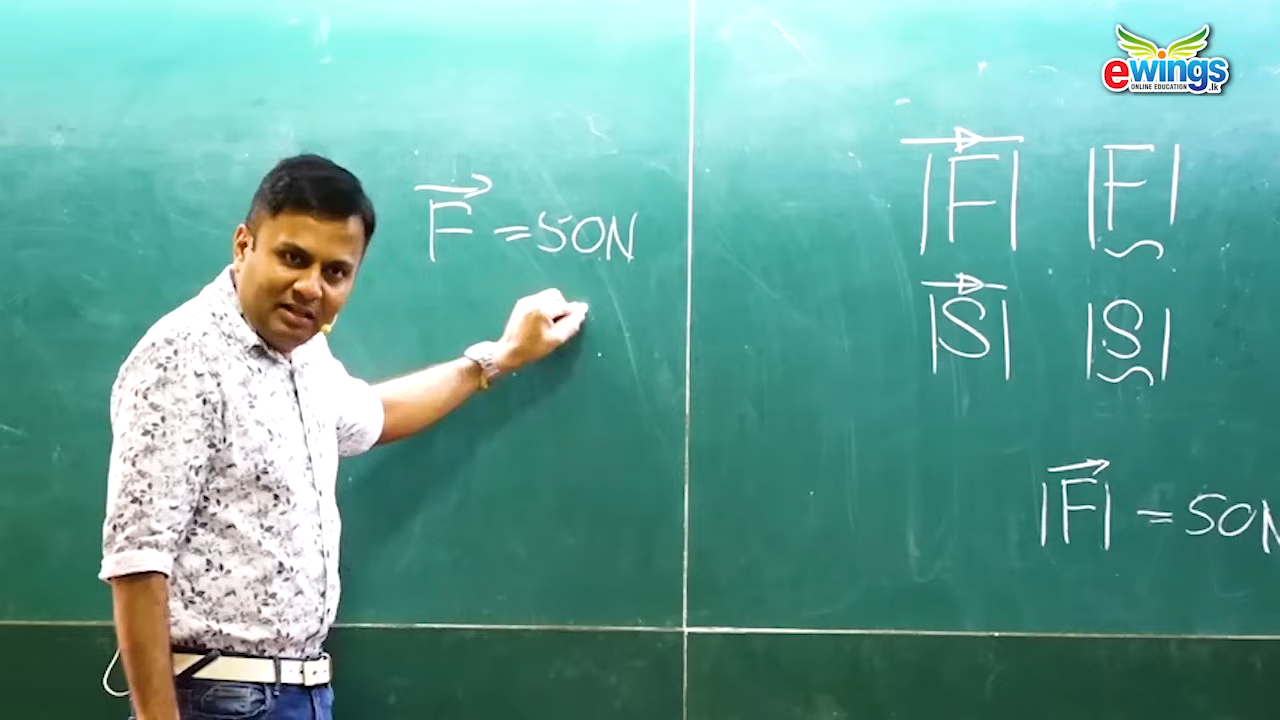 ewings
ONLINE EDUCATION .lk
F⃗ = 50N
|F⃗| |F̰|
|S⃗| |S̰|
|F⃗| = 50N